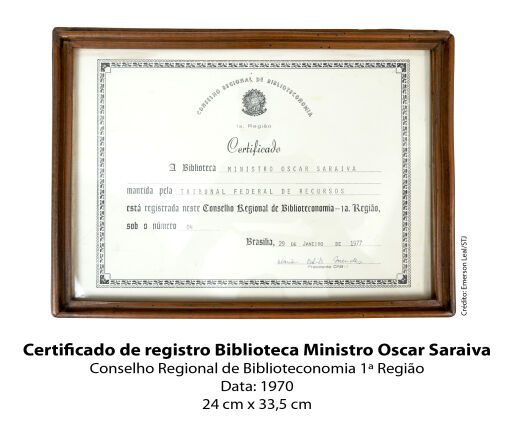 CONSELHO REGIONAL DE BIBLIOTECONOMIA
1a. Região
Certificado
A Biblioteca MINISTRO OSCAR SARAIVA
mantida pela TRIBUNAL FEDERAL DE RECURSOS
está registrada neste Conselho Regional de Biblioteconomia-1a. Região,
sob o número 04
Brasília, 29 DE JANEIRO DE 1977
Presidente CRB-1
Crédito: Emerson Leal/STJ
Certificado de registro Biblioteca Ministro Oscar Saraiva
Conselho Regional de Biblioteconomia 1ª Região
Data: 1970
24 cm x 33,5 cm